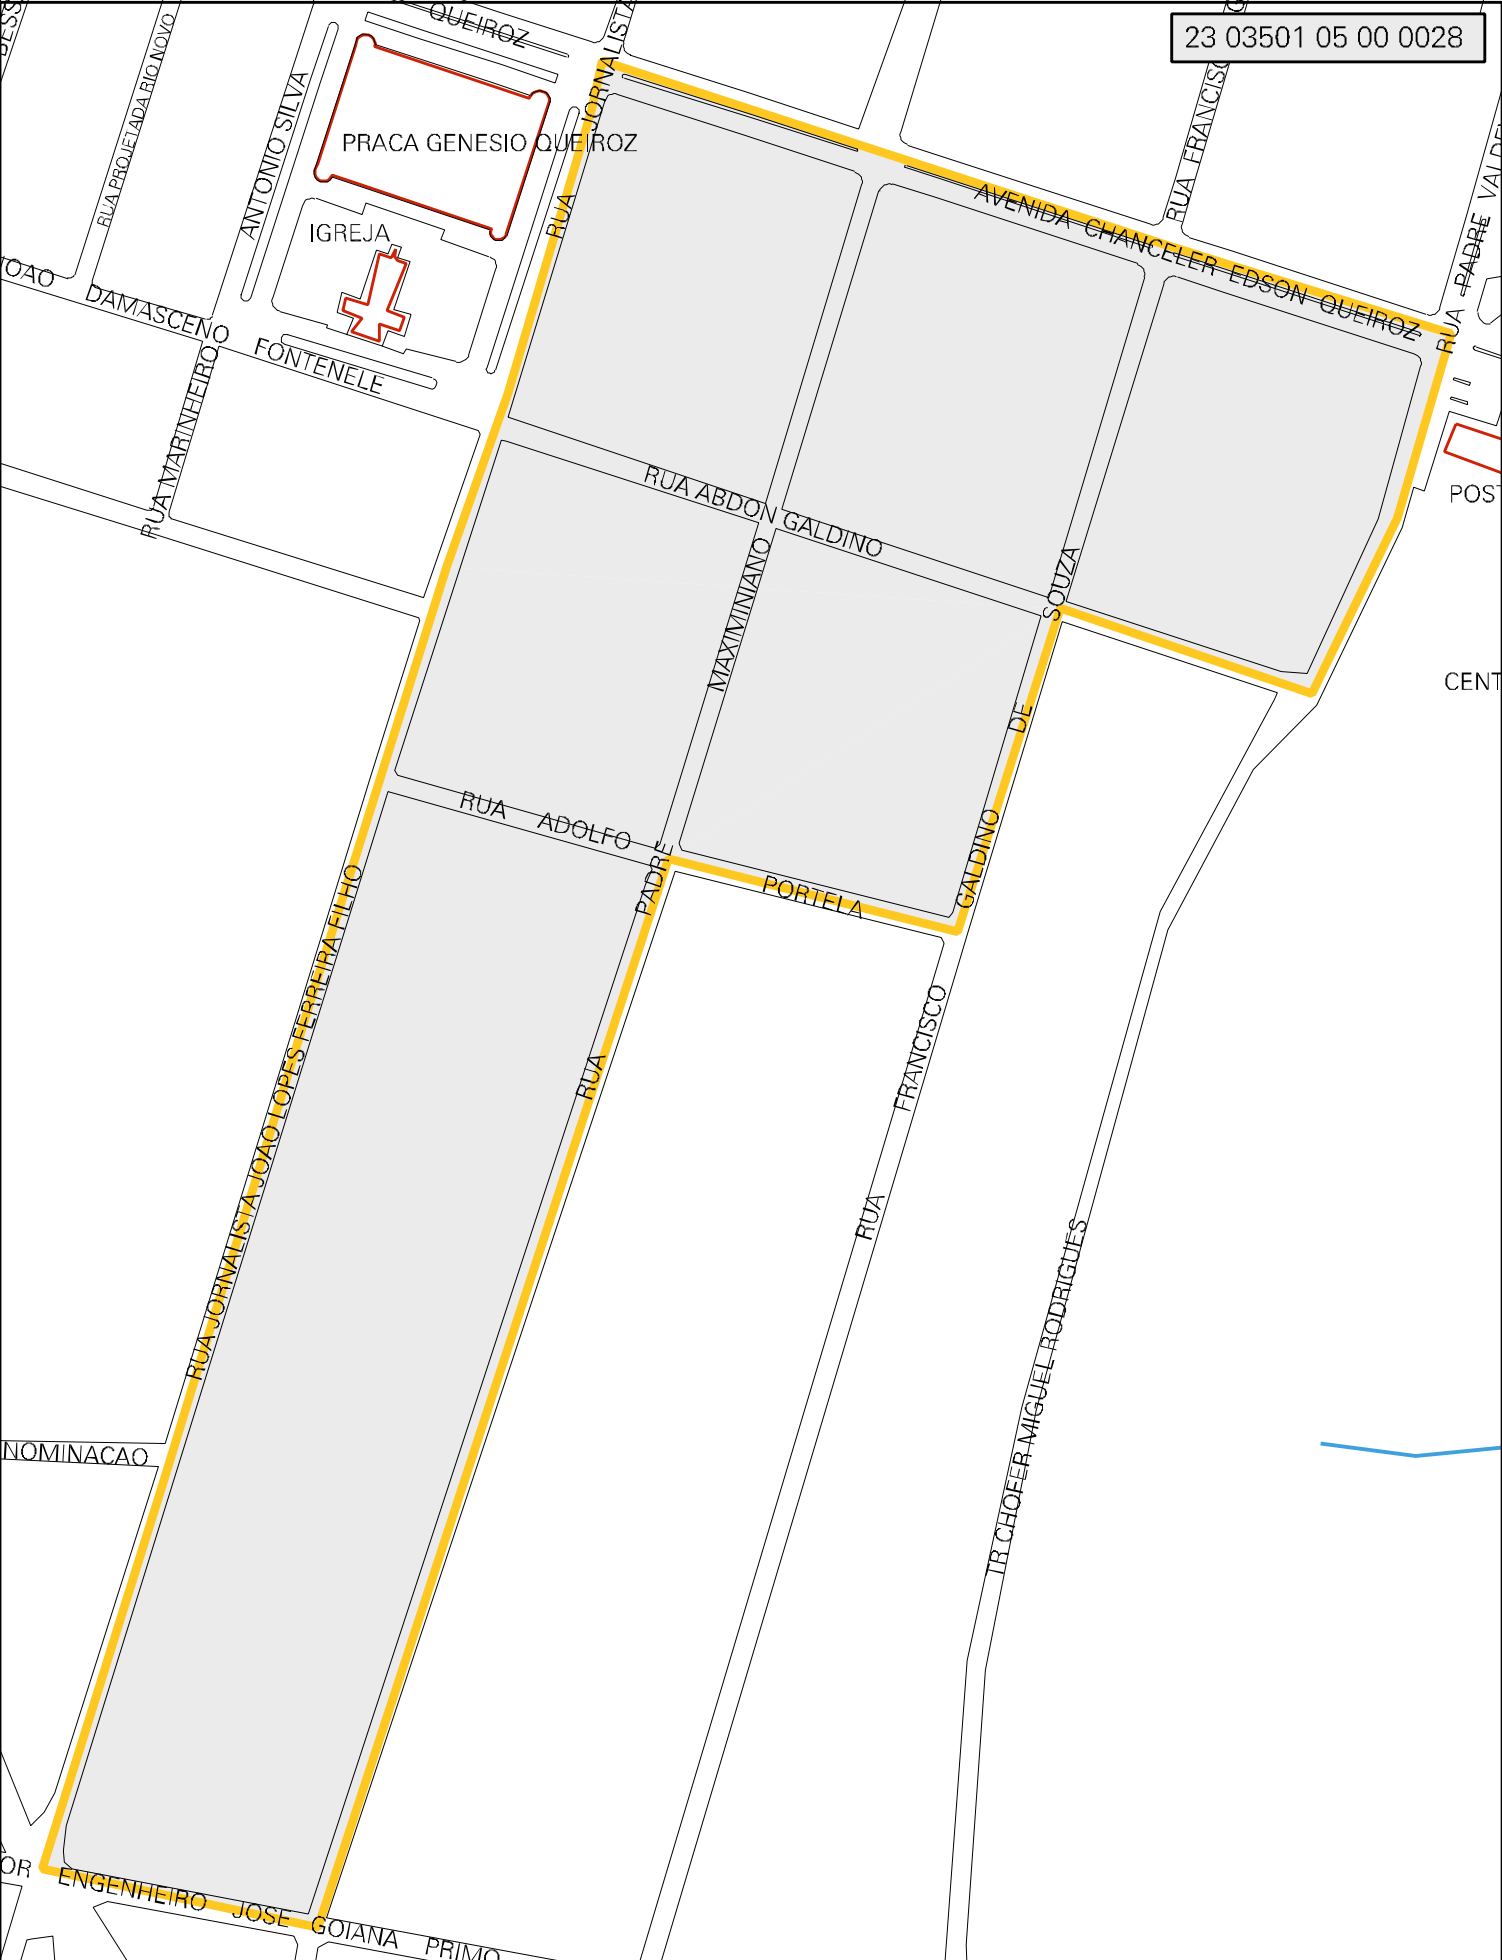 23 03501 05 00 0028
QUEIROZ
RUA PROJETADA RIO NOVO
ANTONIO SILVA
PRACA GENESIO QUEIROZ
IGREJA
RUA JORNALISTA
AVENIDA CHANCELER EDSON QUEIROZ
RUA FRANCISCO
RUA PADRE
OAO DAMASCENO
FONTENELE
RUA MARINHEIRO
RUA ABDON GALDINO
POST
CENT
RUA ADOLFO PORTELA
RUA PADRE MAXIMINIANO
RUA FRANCISCO GALDINO DE SOUZA
RUA JORNALISTA JOAO LOPES FERREIRA FILHO
TR CHOFER MIGUEL RODRIGUES
NOMINACAO
OR ENGENHEIRO JOSE GOIANA PRIMO